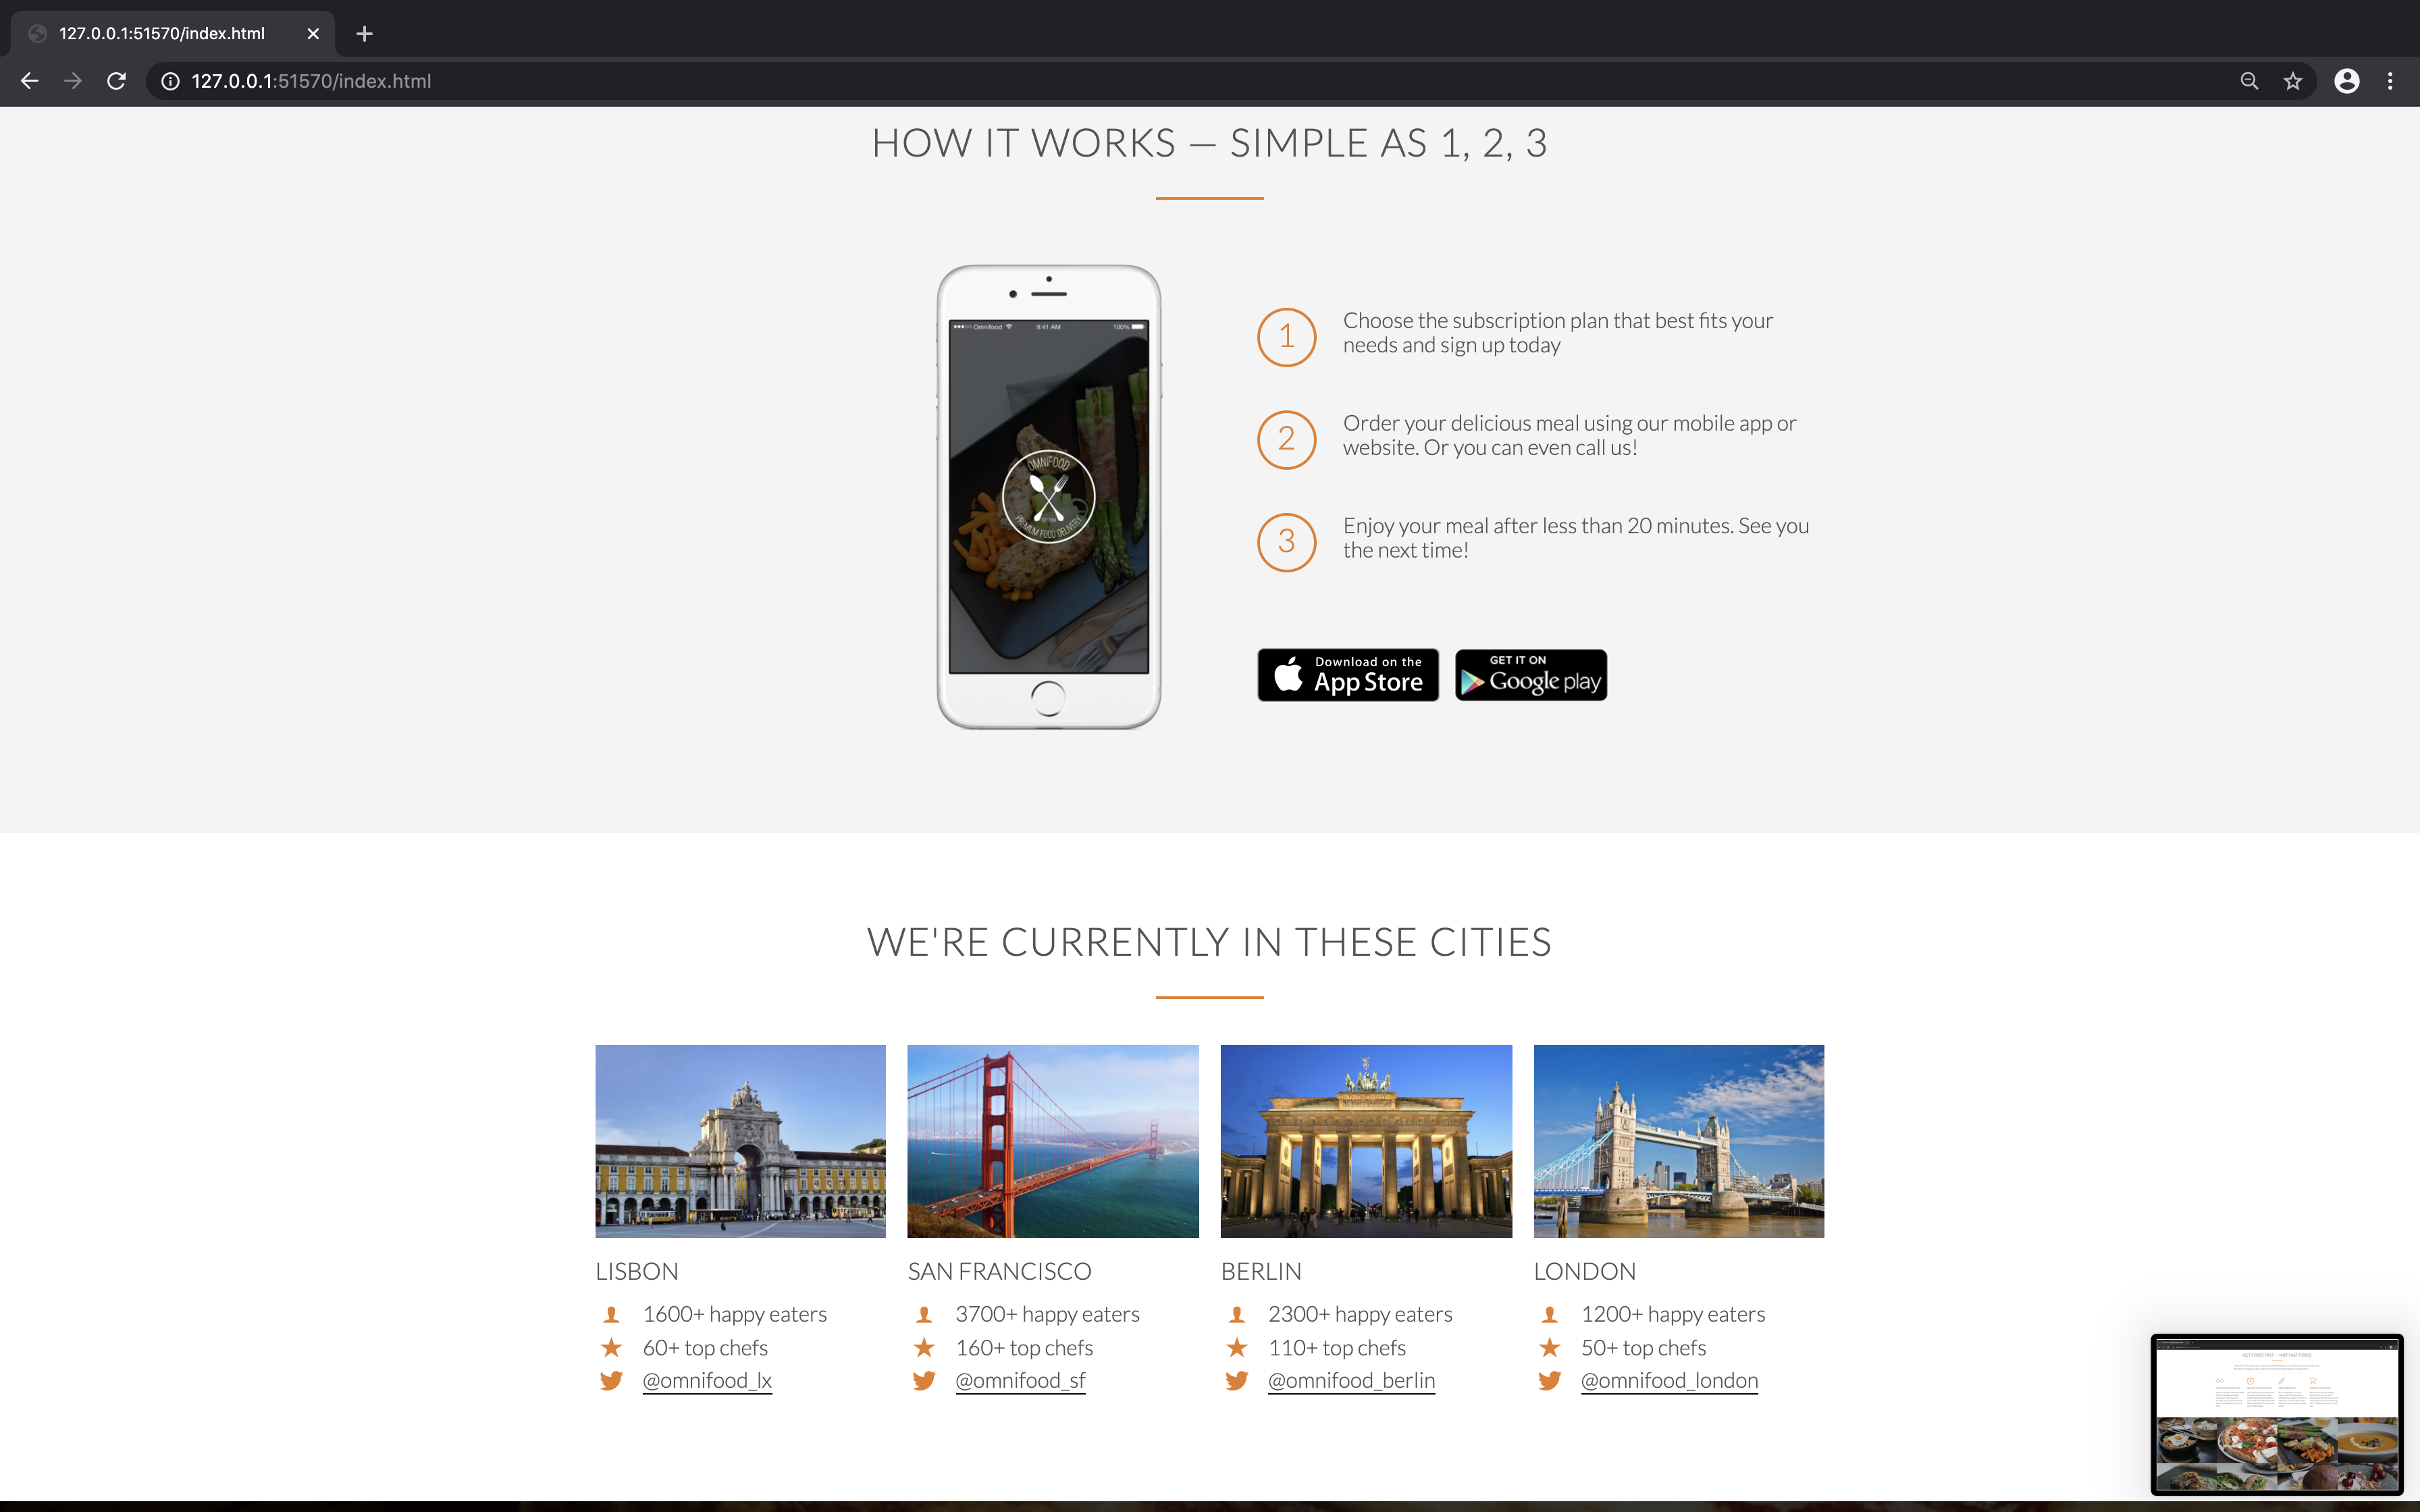 127.0.0.1:51570/index.html
127.0.0.1:51570/index.html
HOW IT WORKS — SIMPLE AS 1, 2, 3
Omnifood
9:41 AM
100%
OMNIFOOD
PREMIUM FOOD DELIVERY
1
Choose the subscription plan that best fits your
needs and sign up today
2
Order your delicious meal using our mobile app or
website. Or you can even call us!
3
Enjoy your meal after less than 20 minutes. See you
the next time!
Download on the
App Store
GET IT ON
Google play
WE'RE CURRENTLY IN THESE CITIES
LISBON
1600+ happy eaters
60+ top chefs
@omnifood_lx
SAN FRANCISCO
3700+ happy eaters
160+ top chefs
@omnifood_sf
BERLIN
2300+ happy eaters
110+ top chefs
@omnifood_berlin
LONDON
1200+ happy eaters
50+ top chefs
@omnifood_london
GET FOOD FAST — NOT FAST FOOD